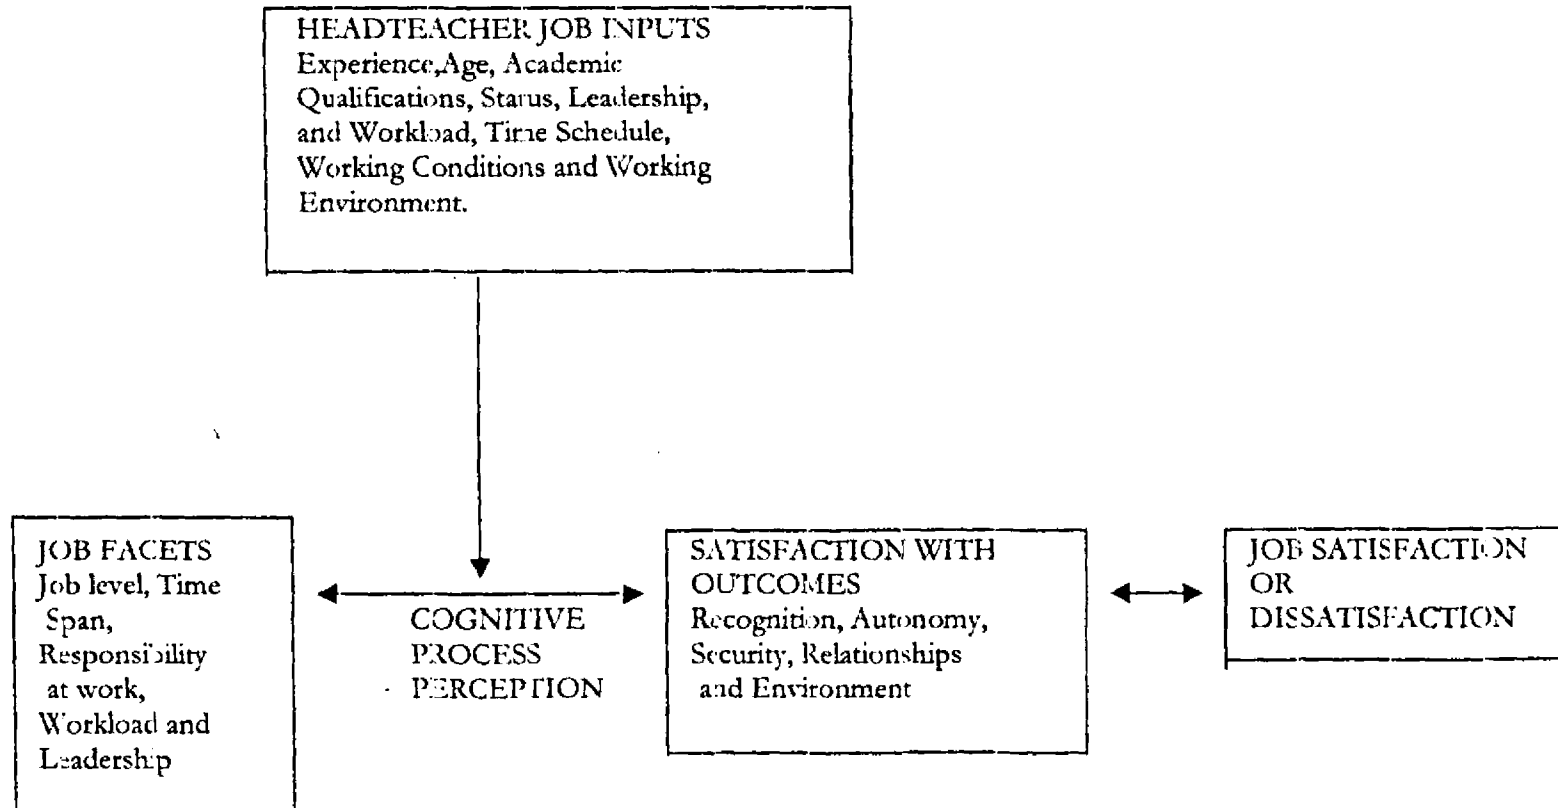 HEADTEACHER JOB INPUTS
Experience,Age, Academic
Qualifications, Status, Leadership,
and Workload, Time Schedule,
Working Conditions and Working
Environment.
JOB FACETS
Job level, Time
Span,
Responsibility
at work,
Workload and
Leadership
COGNITIVE
PROCESS
PERCEPTION
SATISFACTION WITH
OUTCOMES
Recognition, Autonomy,
Security, Relationships
and Environment
JOB SATISFACTION
OR
DISSATISFACTION